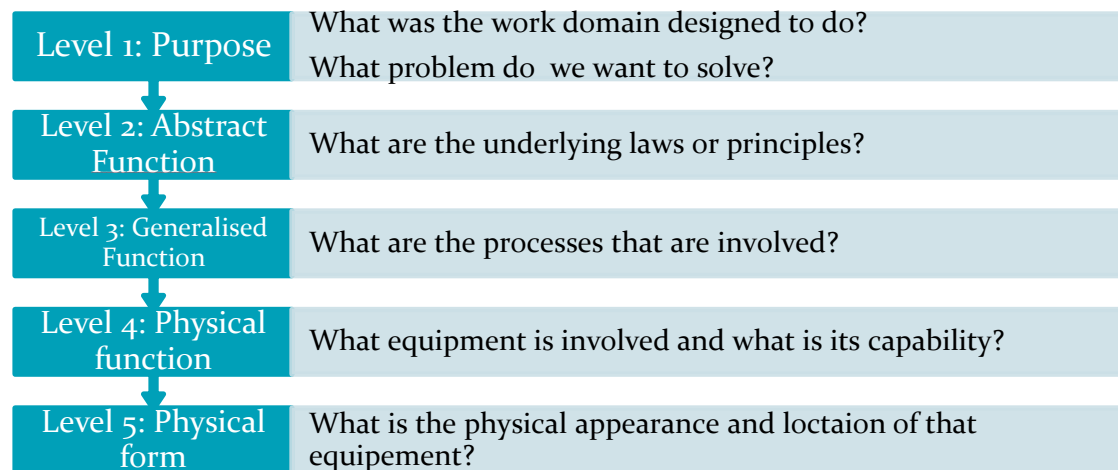 Level 1: Purpose
What was the work domain designed to do?
What problem do  we want to solve?
Level 2: Abstract
Function
What are the underlying laws or principles?
Level 3: Generalised
Function
What are the processes that are involved?
Level 4: Physical
function
What equipment is involved and what is its capability?
Level 5: Physical
form
What is the physical appearance and loctaion of that
equipement?